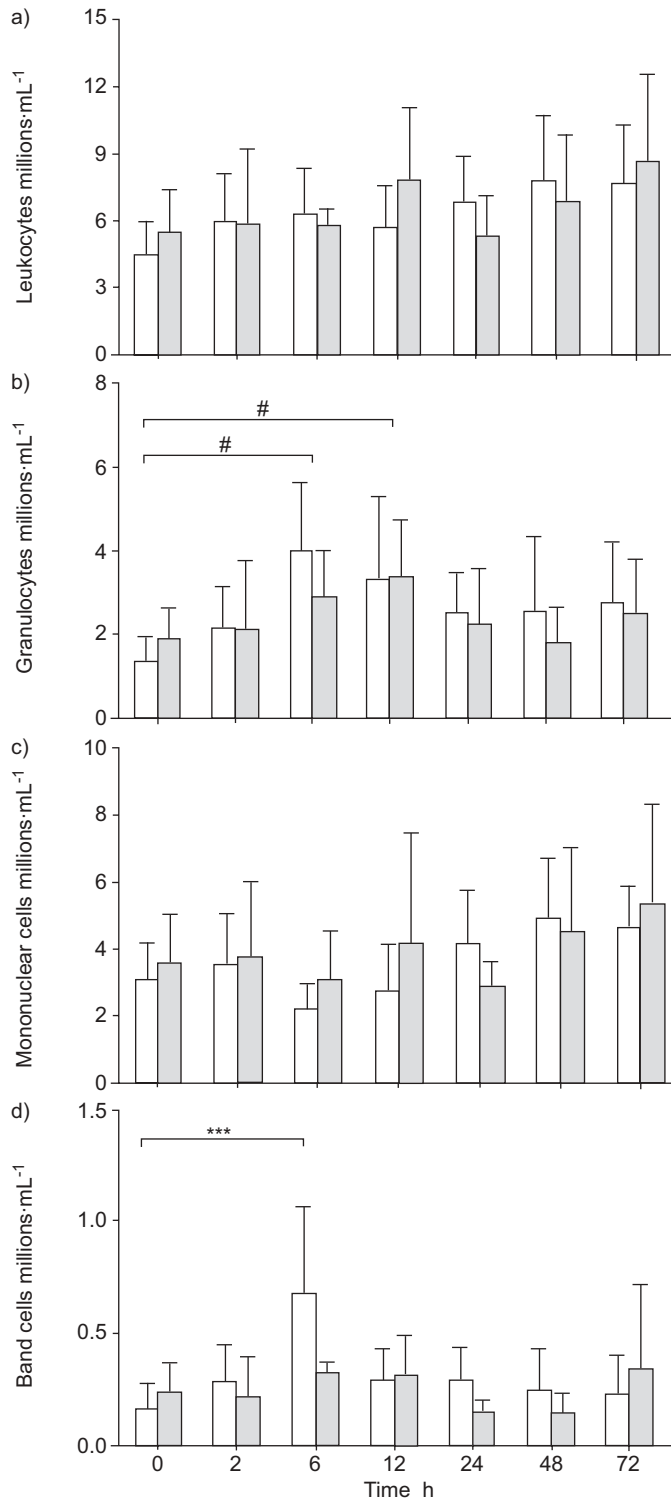 a)
Leukocytes millions·mL⁻¹
15
12
9
6
3
0
b)
Granulocytes millions·mL⁻¹
8
6
4
2
0
#
#
c)
Mononuclear cells millions·mL⁻¹
10
8
6
4
2
0
d)
Band cells millions·mL⁻¹
1.5
1.0
0.5
0.0
***
0 2 6 12 24 48 72
Time h